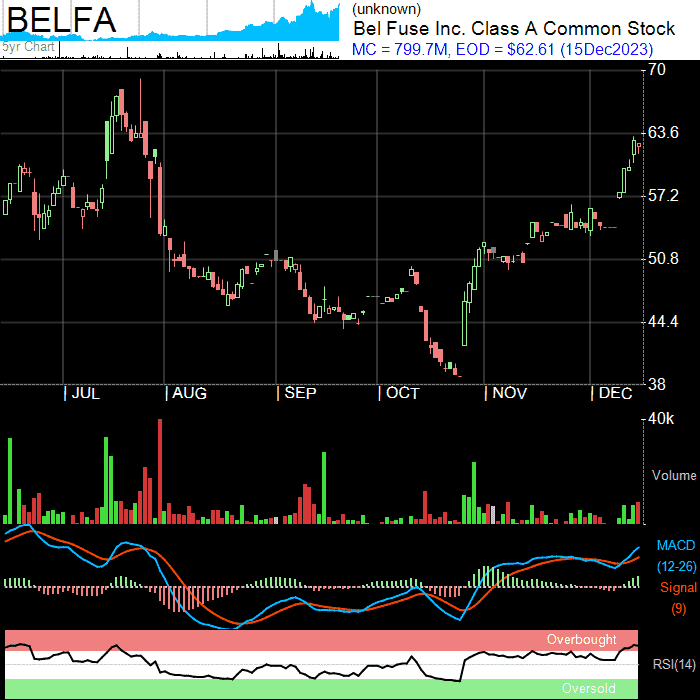 BELFA
5yr Chart
(unknown)
Bel Fuse Inc. Class A Common Stock
MC = 799.7M, EOD = $62.61 (15Dec2023)
70
63.6
57.2
50.8
44.4
38
JUL
AUG
SEP
OCT
NOV
DEC
40k
Volume
MACD
(12-26)
Signal
(9)
Overbought
RSI(14)
Oversold